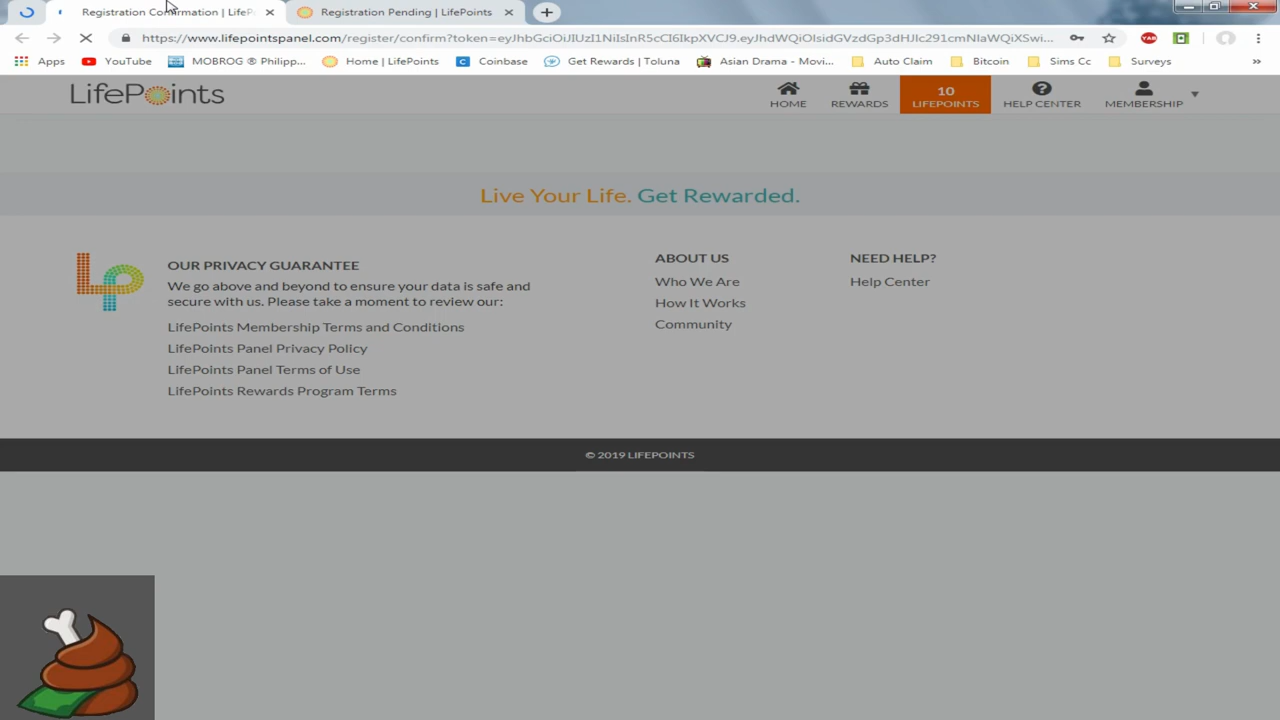 Registration Confirmation | LifeP
Registration Pending | LifePoints
https://www.lifepointspanel.com/register/confirm?token=eyJhbGciOiJIUzI1NiIsInR5cCI6IkpXVCJ9.eyJhdWQiOlsidGVzdGp3dHJlc291cmNlaWQiXSwi...
Apps
YouTube
MOBROG ® Philipp...
Home | LifePoints
Coinbase
Get Rewards | Toluna
Asian Drama - Movi...
Auto Claim
Bitcoin
Sims Cc
Surveys
»
LifePoints
HOME
REWARDS
10
LIFEPOINTS
HELP CENTER
MEMBERSHIP
Live Your Life. Get Rewarded.
OUR PRIVACY GUARANTEE
We go above and beyond to ensure your data is safe and
secure with us. Please take a moment to review our:
LifePoints Membership Terms and Conditions
LifePoints Panel Privacy Policy
LifePoints Panel Terms of Use
LifePoints Rewards Program Terms
ABOUT US
Who We Are
How It Works
Community
NEED HELP?
Help Center
© 2019 LIFEPOINTS